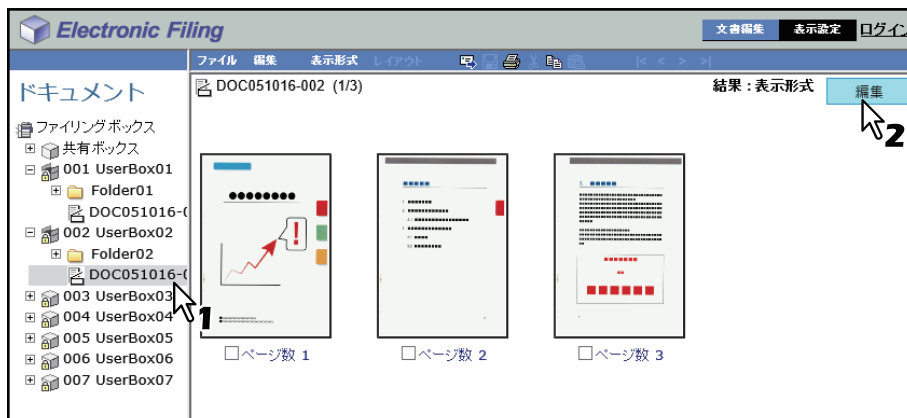 Electronic Filing
文書編集 表示設定 ログイン
ファイル 編集 表示形式 レイアウト |< < > >|
ドキュメント
DOC051016-002 (1/3)
結果：表示形式 編集
2
ファイリングボックス
共有ボックス
001 UserBox01
Folder01
DOC051016-0
002 UserBox02
Folder02
DOC051016-0
1
003 UserBox03
004 UserBox04
005 UserBox05
006 UserBox06
007 UserBox07
!
ページ数 1
ページ数 2
ページ数 3